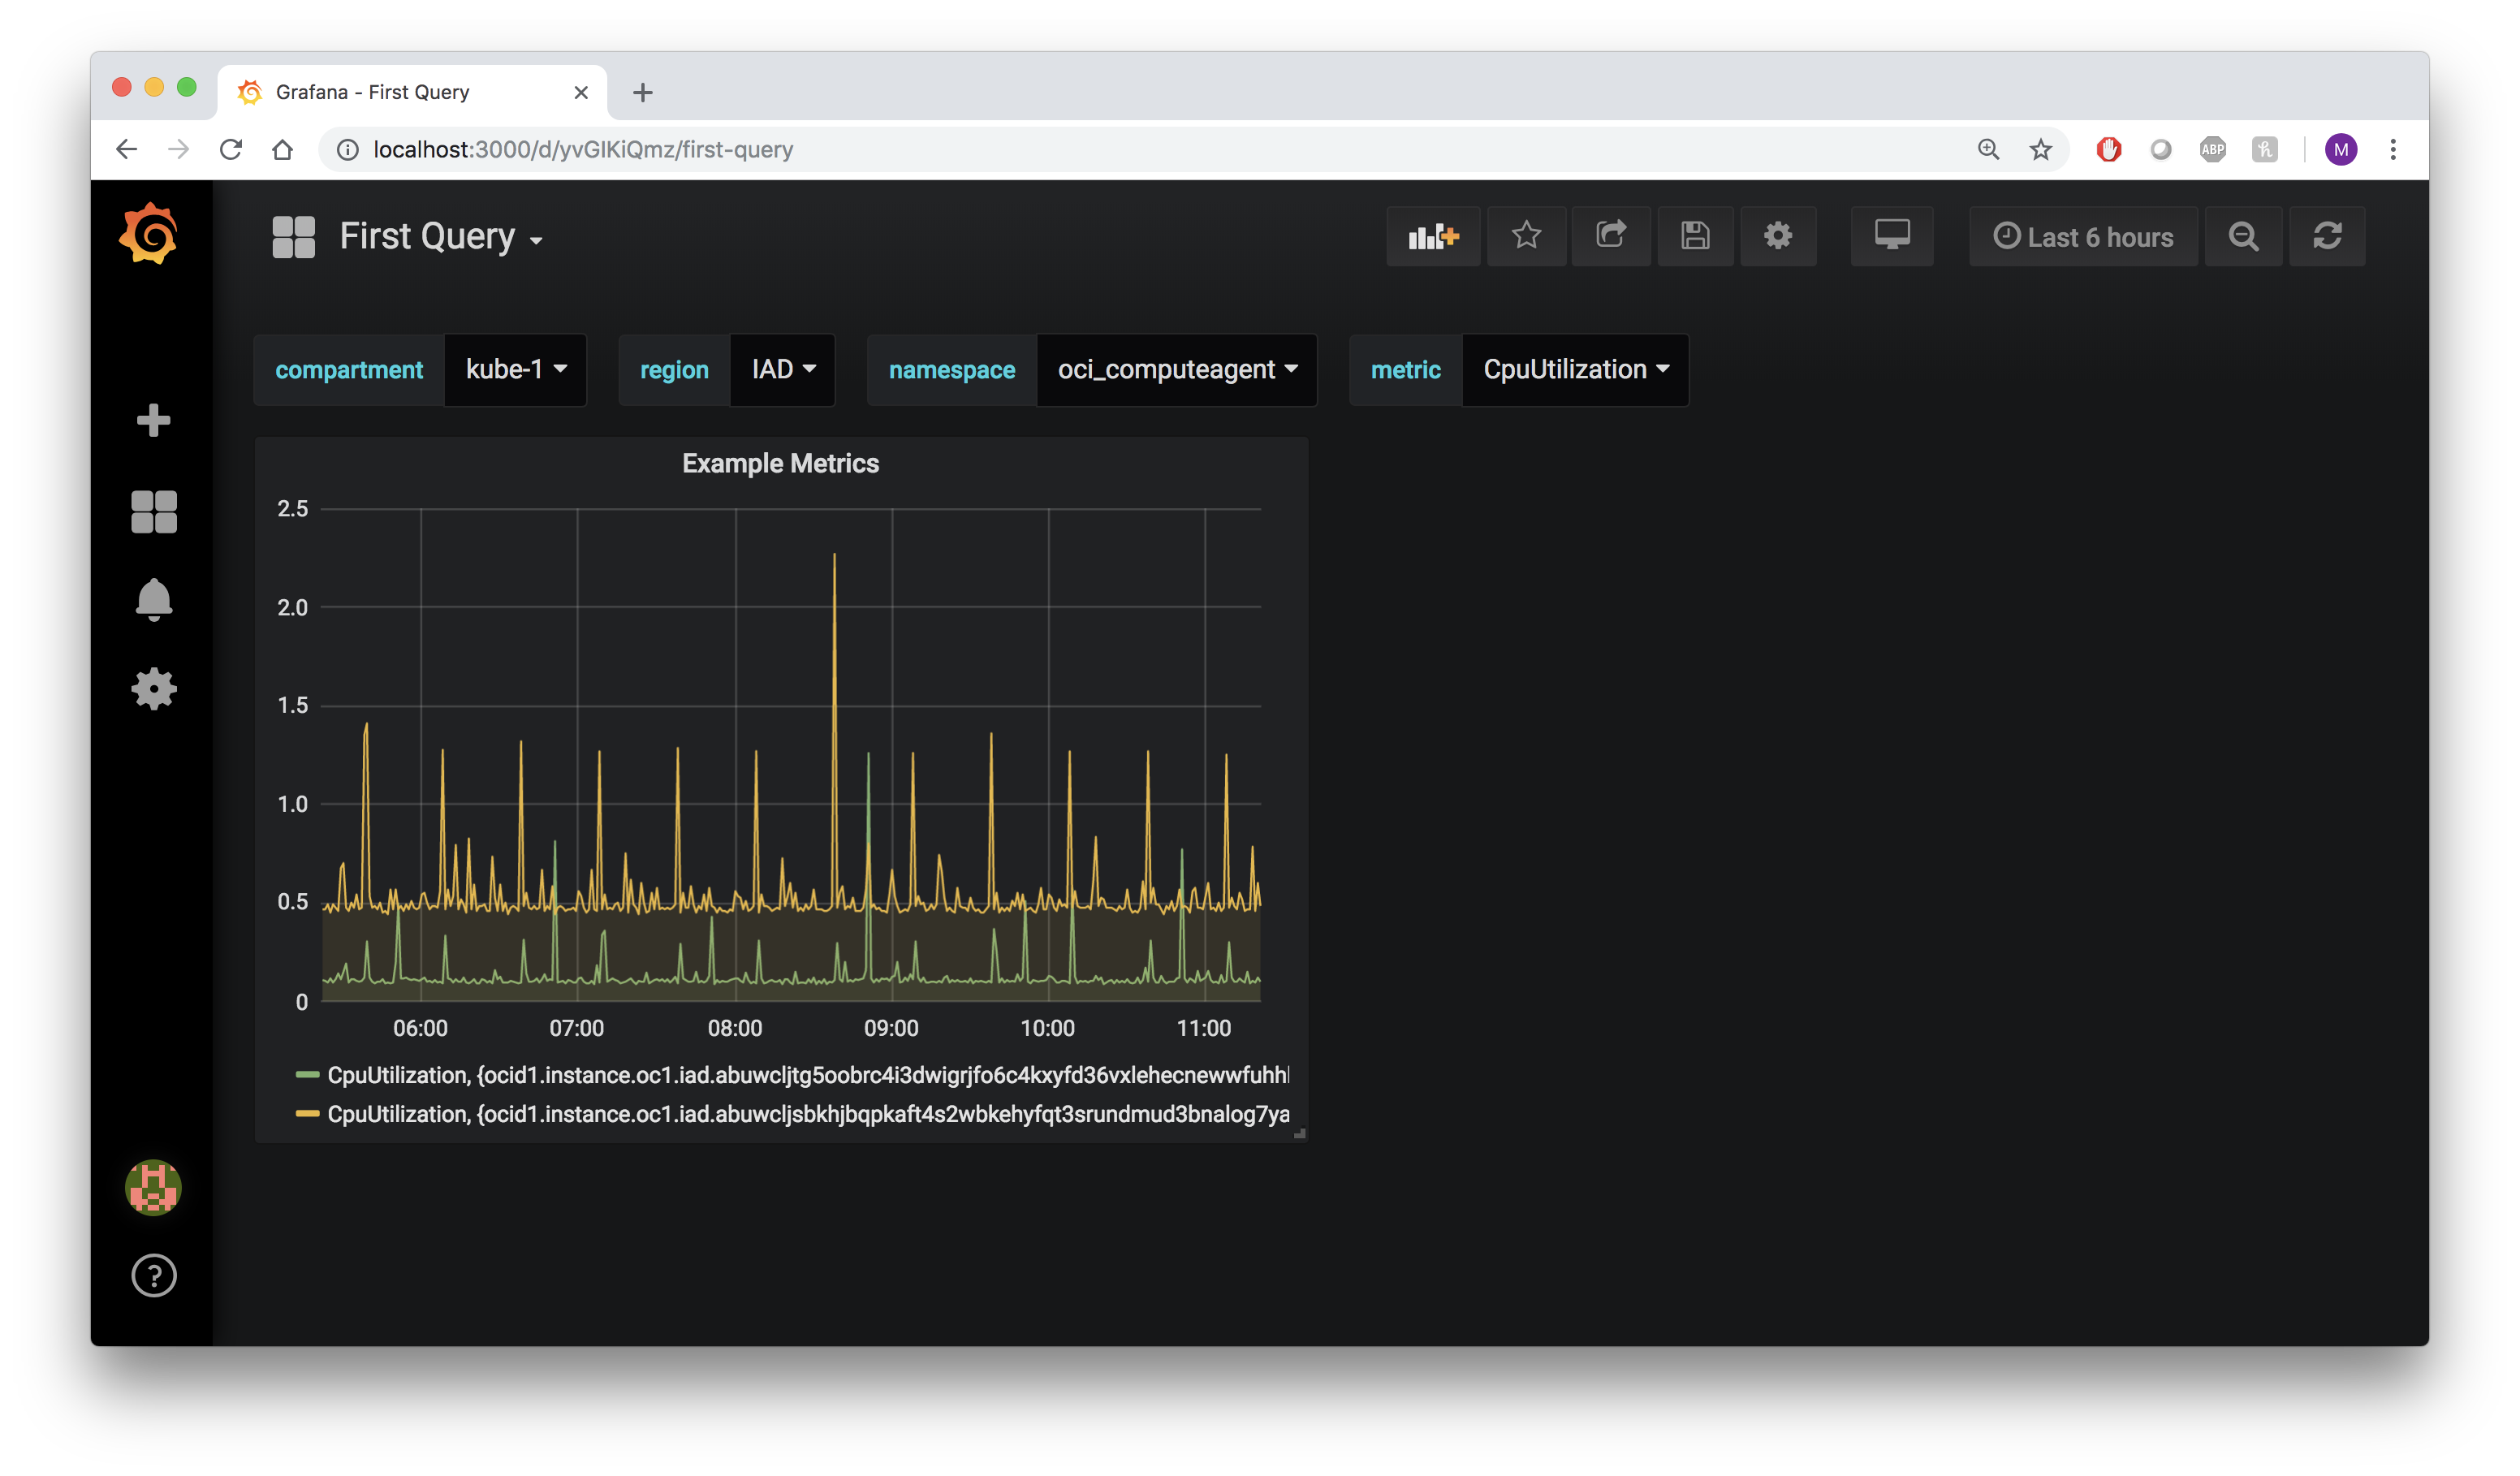 Grafana - First Query
localhost:3000/d/yvGIKiQmz/first-query
ABP
h
M
First Query
Last 6 hours
compartment kube-1 region IAD namespace oci_computeagent metric CpuUtilization
Example Metrics
2.5
2.0
1.5
1.0
0.5
0
06:00 07:00 08:00 09:00 10:00 11:00
CpuUtilization, {ocid1.instance.oc1.iad.abuwcljtg5oobrc4i3dwigrjfo6c4kxyfd36vxlehecnewwfuhhl
CpuUtilization, {ocid1.instance.oc1.iad.abuwcljsbkhjbqpkaft4s2wbkehyfqt3srundmud3bnalog7ya
?